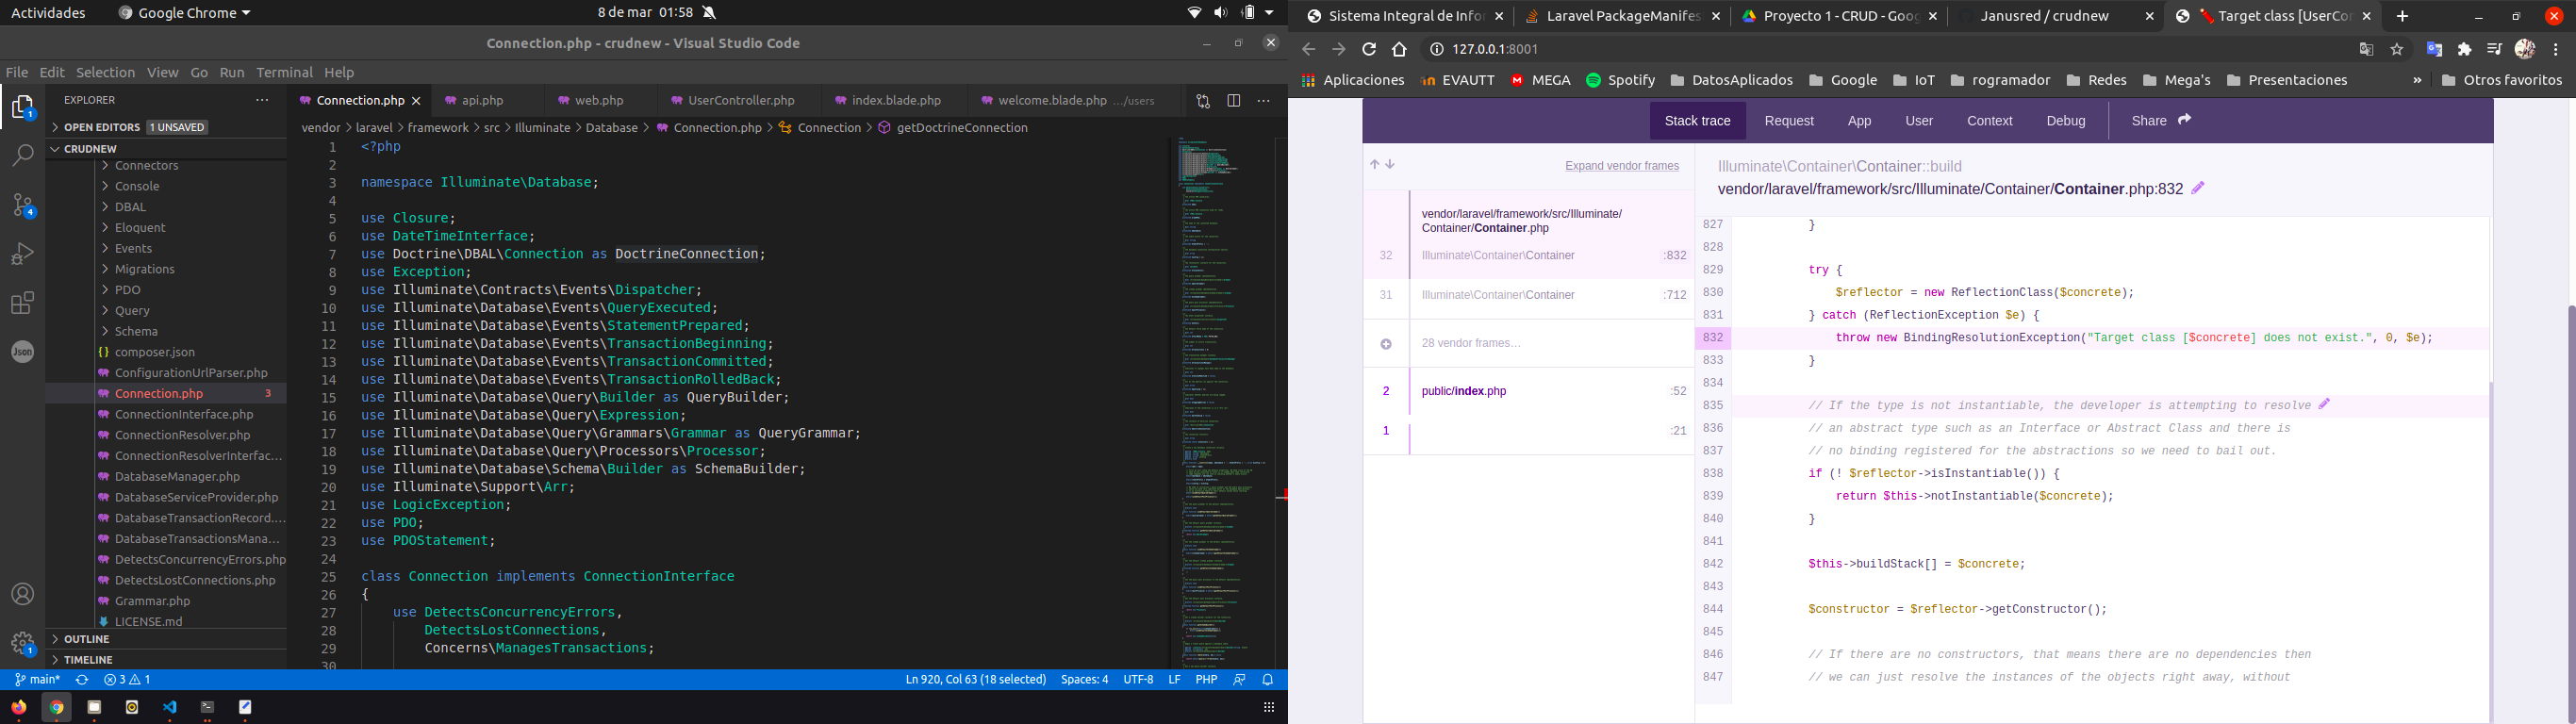 Actividades
Google Chrome
8 de mar 01:58
Connection.php - crudnew - Visual Studio Code
File Edit Selection View Go Run Terminal Help
EXPLORER
OPEN EDITORS 1 UNSAVED
CRUDNEW
Connectors
Console
DBAL
Eloquent
Events
Migrations
PDO
Query
Schema
composer.json
ConfigurationUrlParser.php
Connection.php 3
ConnectionInterface.php
ConnectionResolver.php
ConnectionResolverInterfac...
DatabaseManager.php
DatabaseServiceProvider.php
DatabaseTransactionRecord....
DatabaseTransactionsMana...
DetectsConcurrencyErrors.php
DetectsLostConnections.php
Grammar.php
LICENSE.md
OUTLINE
TIMELINE
1
4
Json
1
Connection.php api.php web.php UserController.php index.blade.php welcome.blade.php .../users
vendor > laravel > framework > src > Illuminate > Database > Connection.php > Connection > getDoctrineConnection
1 <?php
2
3 namespace Illuminate\Database;
4
5 use Closure;
6 use DateTimeInterface;
7 use Doctrine\DBAL\Connection as DoctrineConnection;
8 use Exception;
9 use Illuminate\Contracts\Events\Dispatcher;
10 use Illuminate\Database\Events\QueryExecuted;
11 use Illuminate\Database\Events\StatementPrepared;
12 use Illuminate\Database\Events\TransactionBeginning;
13 use Illuminate\Database\Events\TransactionCommitted;
14 use Illuminate\Database\Events\TransactionRolledBack;
15 use Illuminate\Database\Query\Builder as QueryBuilder;
16 use Illuminate\Database\Query\Expression;
17 use Illuminate\Database\Query\Grammars\Grammar as QueryGrammar;
18 use Illuminate\Database\Query\Processors\Processor;
19 use Illuminate\Database\Schema\Builder as SchemaBuilder;
20 use Illuminate\Support\Arr;
21 use LogicException;
22 use PDO;
23 use PDOStatement;
24
25 class Connection implements ConnectionInterface
26 {
27 use DetectsConcurrencyErrors,
28 DetectsLostConnections,
29 Concerns\ManagesTransactions;
30
main* 3 1 Ln 920, Col 63 (18 selected) Spaces: 4 UTF-8 LF PHP
Sistema Integral de Infor Laravel PackageManifes Proyecto 1 - CRUD - Goog Janusred / crudnew Target class [UserCon
127.0.0.1:8001
Aplicaciones EVAUTT MEGA Spotify DatosAplicados Google IoT rogramador Redes Mega's Presentaciones » Otros favoritos
Stack trace Request App User Context Debug Share
Expand vendor frames
vendor/laravel/framework/src/Illuminate/
Container/Container.php
32 Illuminate\Container\Container :832
31 Illuminate\Container\Container :712
28 vendor frames…
2 public/index.php :52
1 :21
Illuminate\Container\Container::build
vendor/laravel/framework/src/Illuminate/Container/Container.php:832
827 }
828
829 try {
830 $reflector = new ReflectionClass($concrete);
831 } catch (ReflectionException $e) {
832 throw new BindingResolutionException("Target class [$concrete] does not exist.", 0, $e);
833 }
834
835 // If the type is not instantiable, the developer is attempting to resolve
836 // an abstract type such as an Interface or Abstract Class and there is
837 // no binding registered for the abstractions so we need to bail out.
838 if (! $reflector->isInstantiable()) {
839 return $this->notInstantiable($concrete);
840 }
841
842 $this->buildStack[] = $concrete;
843
844 $constructor = $reflector->getConstructor();
845
846 // If there are no constructors, that means there are no dependencies then
847 // we can just resolve the instances of the objects right away, without